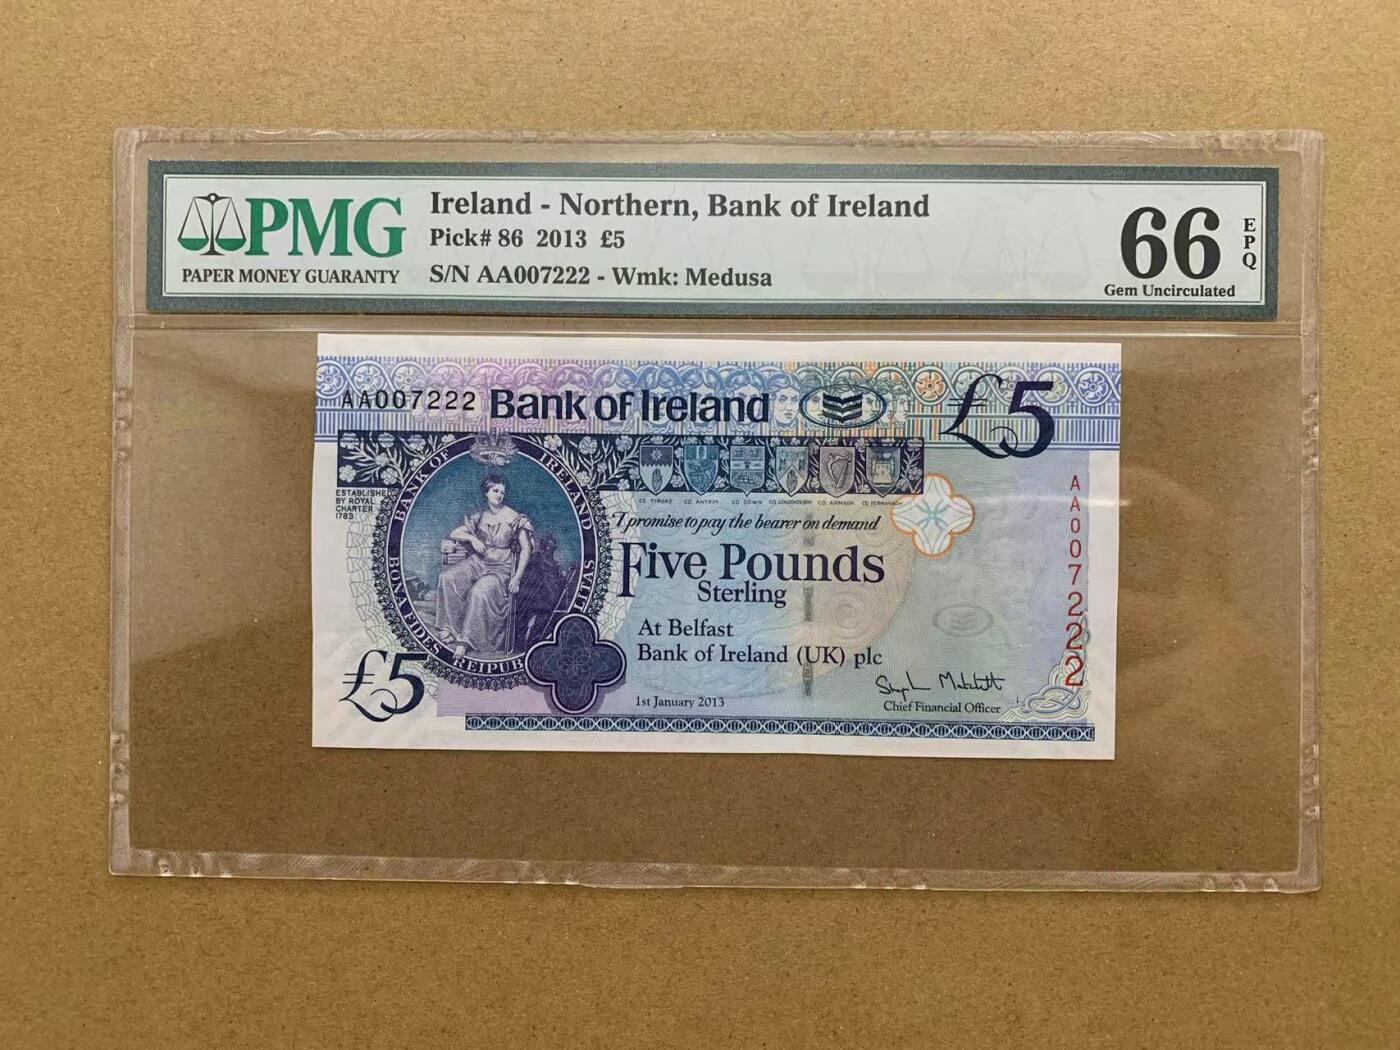 PMG
PAPER MONEY GUARANTY
Ireland - Northern, Bank of Ireland
Pick# 86 2013 £5
S/N AA007222 - Wmk: Medusa
66
EPQ
Gem Uncirculated
AA007222 Bank of Ireland £5
ESTABLISHED
BY ROYAL
CHARTER
1783
BANK OF IRELAND
BONA FIDES REIPUB LITAS
CO. TYRONE CO. ANTRIM CO. DOWN CO. LONDONDERRY CO. ARMAGH CO. FERMANAGH
I promise to pay the bearer on demand
Five Pounds
Sterling
At Belfast
Bank of Ireland (UK) plc
1st January 2013
Chief Financial Officer
£5
AA007222